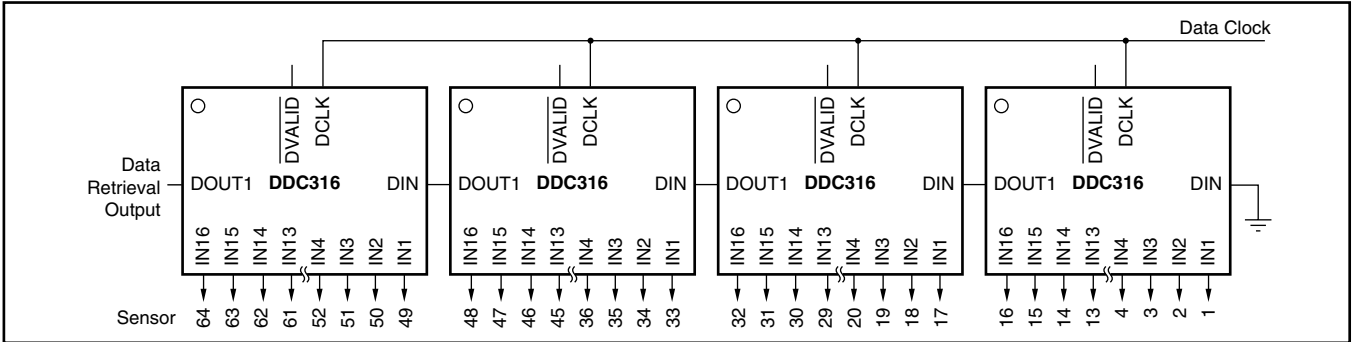 Data Clock
DVALID DCLK DVALID DCLK DVALID DCLK DVALID DCLK
Data
Retrieval
Output
DOUT1 DDC316 DIN DOUT1 DDC316 DIN DOUT1 DDC316 DIN DOUT1 DDC316 DIN
IN16 IN15 IN14 IN13 IN4 IN3 IN2 IN1 IN16 IN15 IN14 IN13 IN4 IN3 IN2 IN1 IN16 IN15 IN14 IN13 IN4 IN3 IN2 IN1 IN16 IN15 IN14 IN13 IN4 IN3 IN2 IN1
Sensor 64 63 62 61 52 51 50 49 48 47 46 45 36 35 34 33 32 31 30 29 20 19 18 17 16 15 14 13 4 3 2 1